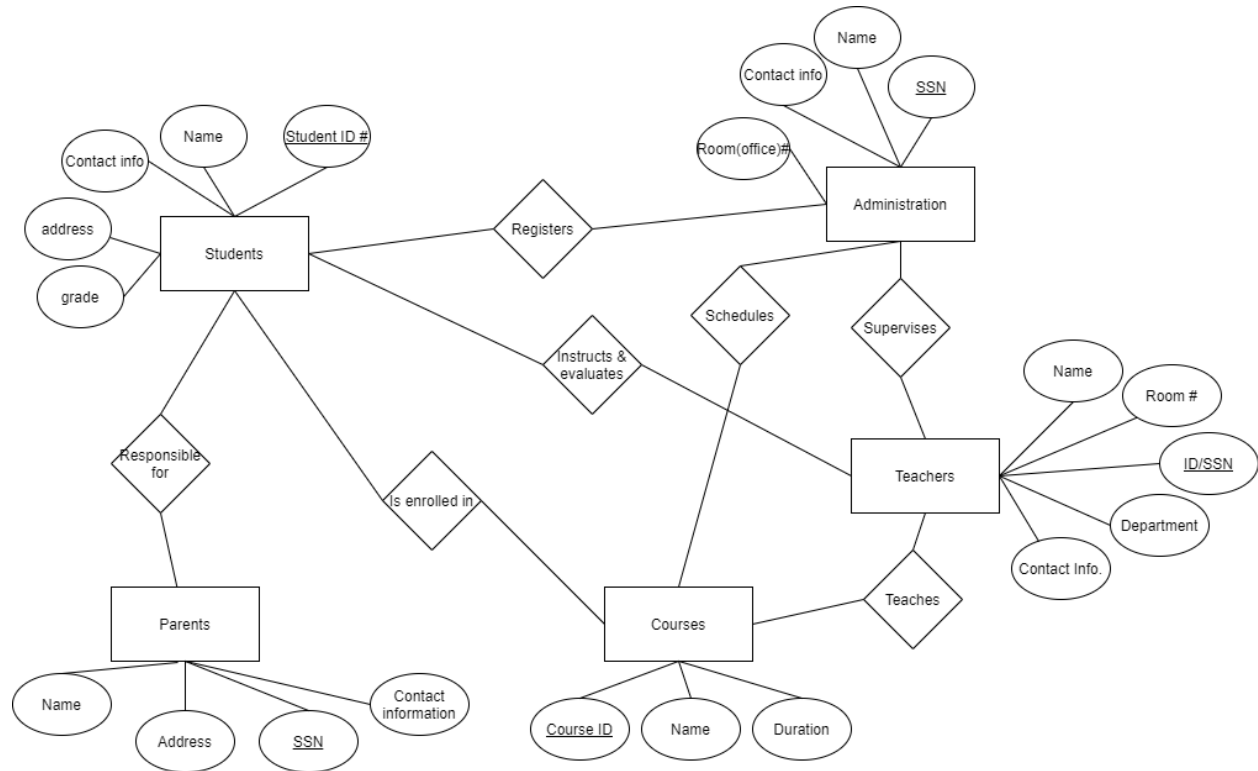 Name
Contact info
SSN
Room(office)#
Administration
Name
Student ID #
Contact info
address
grade
Students
Registers
Schedules
Supervises
Instructs &
evaluates
Name
Room #
ID/SSN
Department
Contact Info.
Teachers
Responsible
for
Is enrolled in
Teaches
Parents
Courses
Name
Address
SSN
Contact
information
Course ID
Name
Duration